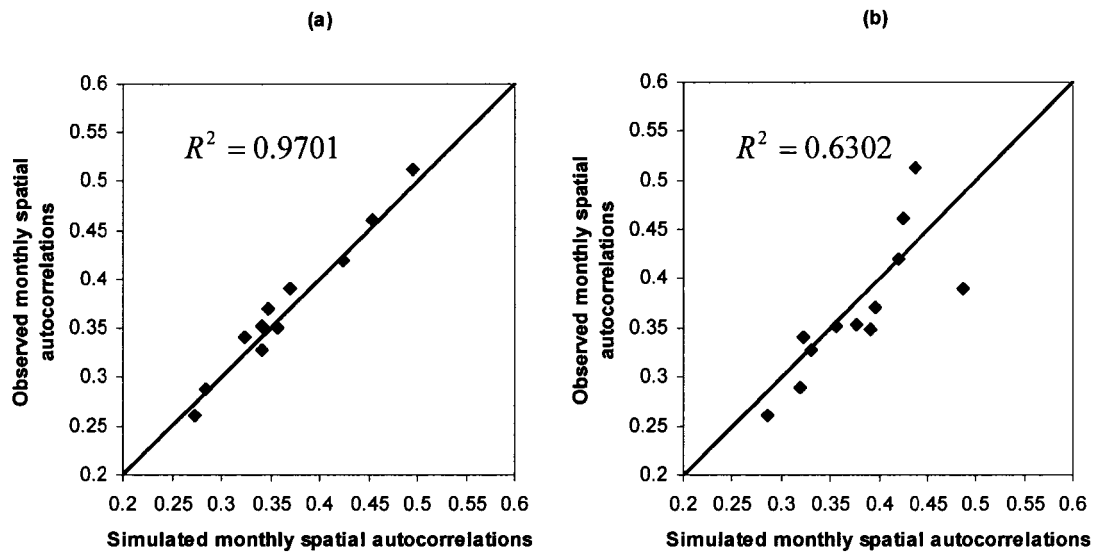 (a)
R² = 0.9701
Observed monthly spatial
autocorrelations
0.6
0.55
0.5
0.45
0.4
0.35
0.3
0.25
0.2
0.2 0.25 0.3 0.35 0.4 0.45 0.5 0.55 0.6
Simulated monthly spatial autocorrelations
(b)
R² = 0.6302
Observed monthly spatial
autocorrelations
0.6
0.55
0.5
0.45
0.4
0.35
0.3
0.25
0.2
0.2 0.25 0.3 0.35 0.4 0.45 0.5 0.55 0.6
Simulated monthly spatial autocorrelations